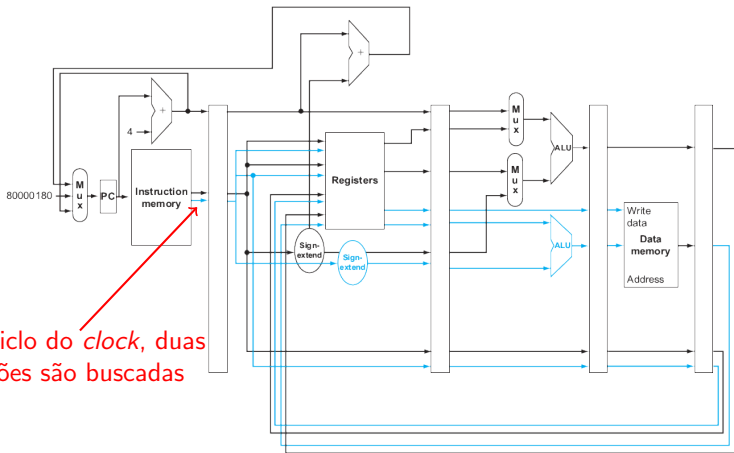 +
+
4
M
u
x
80000180
PC
Instruction
memory
Registers
Sign-
extend
Sign-
extend
M
u
x
M
u
x
ALU
ALU
Write
data
Data
memory
Address
iclo do clock, duas
ões são buscadas